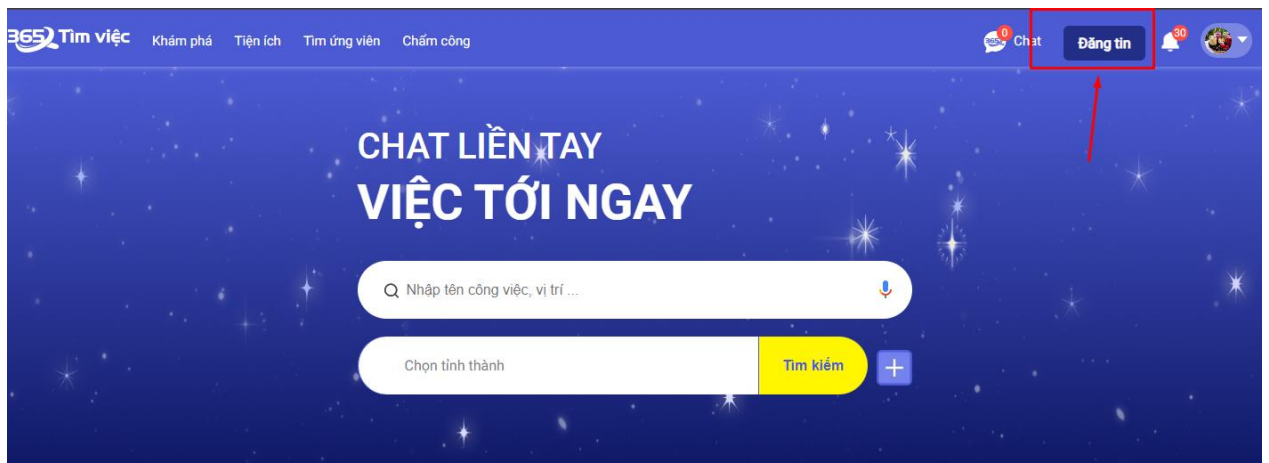 365 Tìm việc Khám phá Tiện ích Tìm ứng viên Chấm công 365 0 Chat Đăng tin 30
CHAT LIỀN TAY
VIỆC TỚI NGAY
Nhập tên công việc, vị trí ...
Chọn tỉnh thành Tìm kiếm